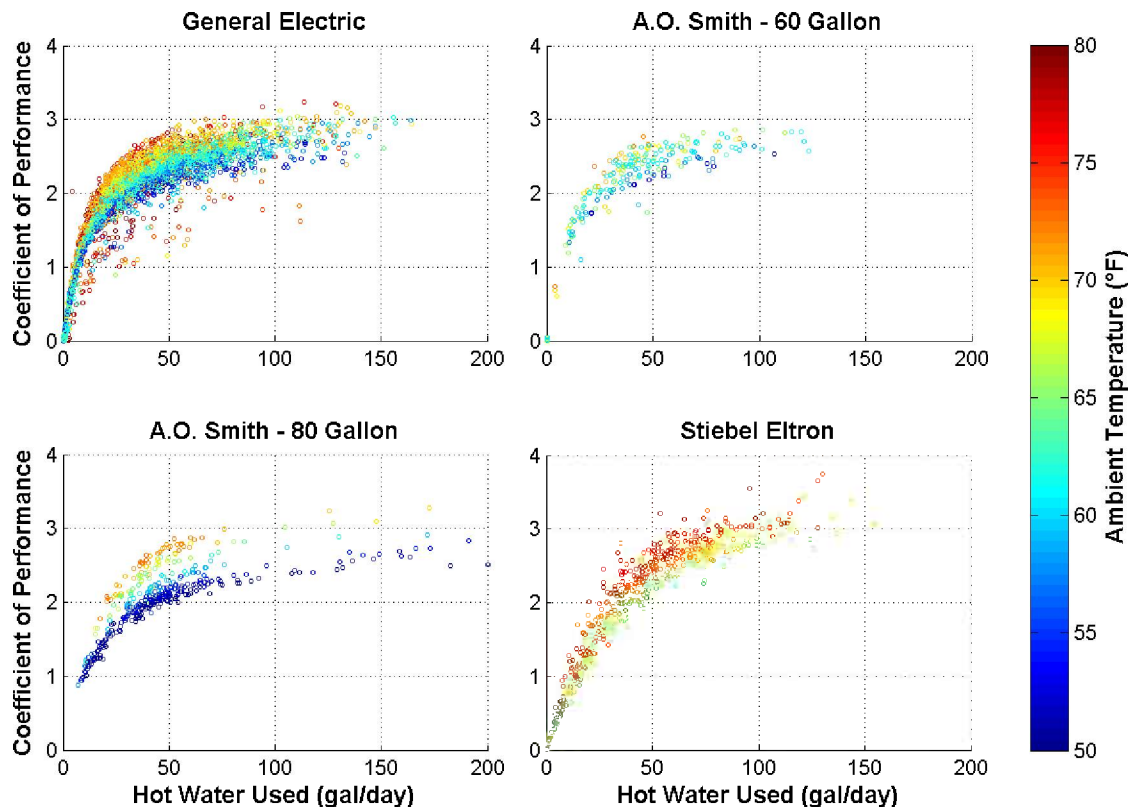 General Electric
A.O. Smith - 60 Gallon
Coefficient of Performance
4
3
2
1
0
0 50 100 150 200
4
3
2
1
0
0 50 100 150 200
A.O. Smith - 80 Gallon
Stiebel Eltron
Coefficient of Performance
4
3
2
1
0
0 50 100 150 200
Hot Water Used (gal/day)
4
3
2
1
0
0 50 100 150 200
Hot Water Used (gal/day)
80
75
70
65
60
55
50
Ambient Temperature (°F)